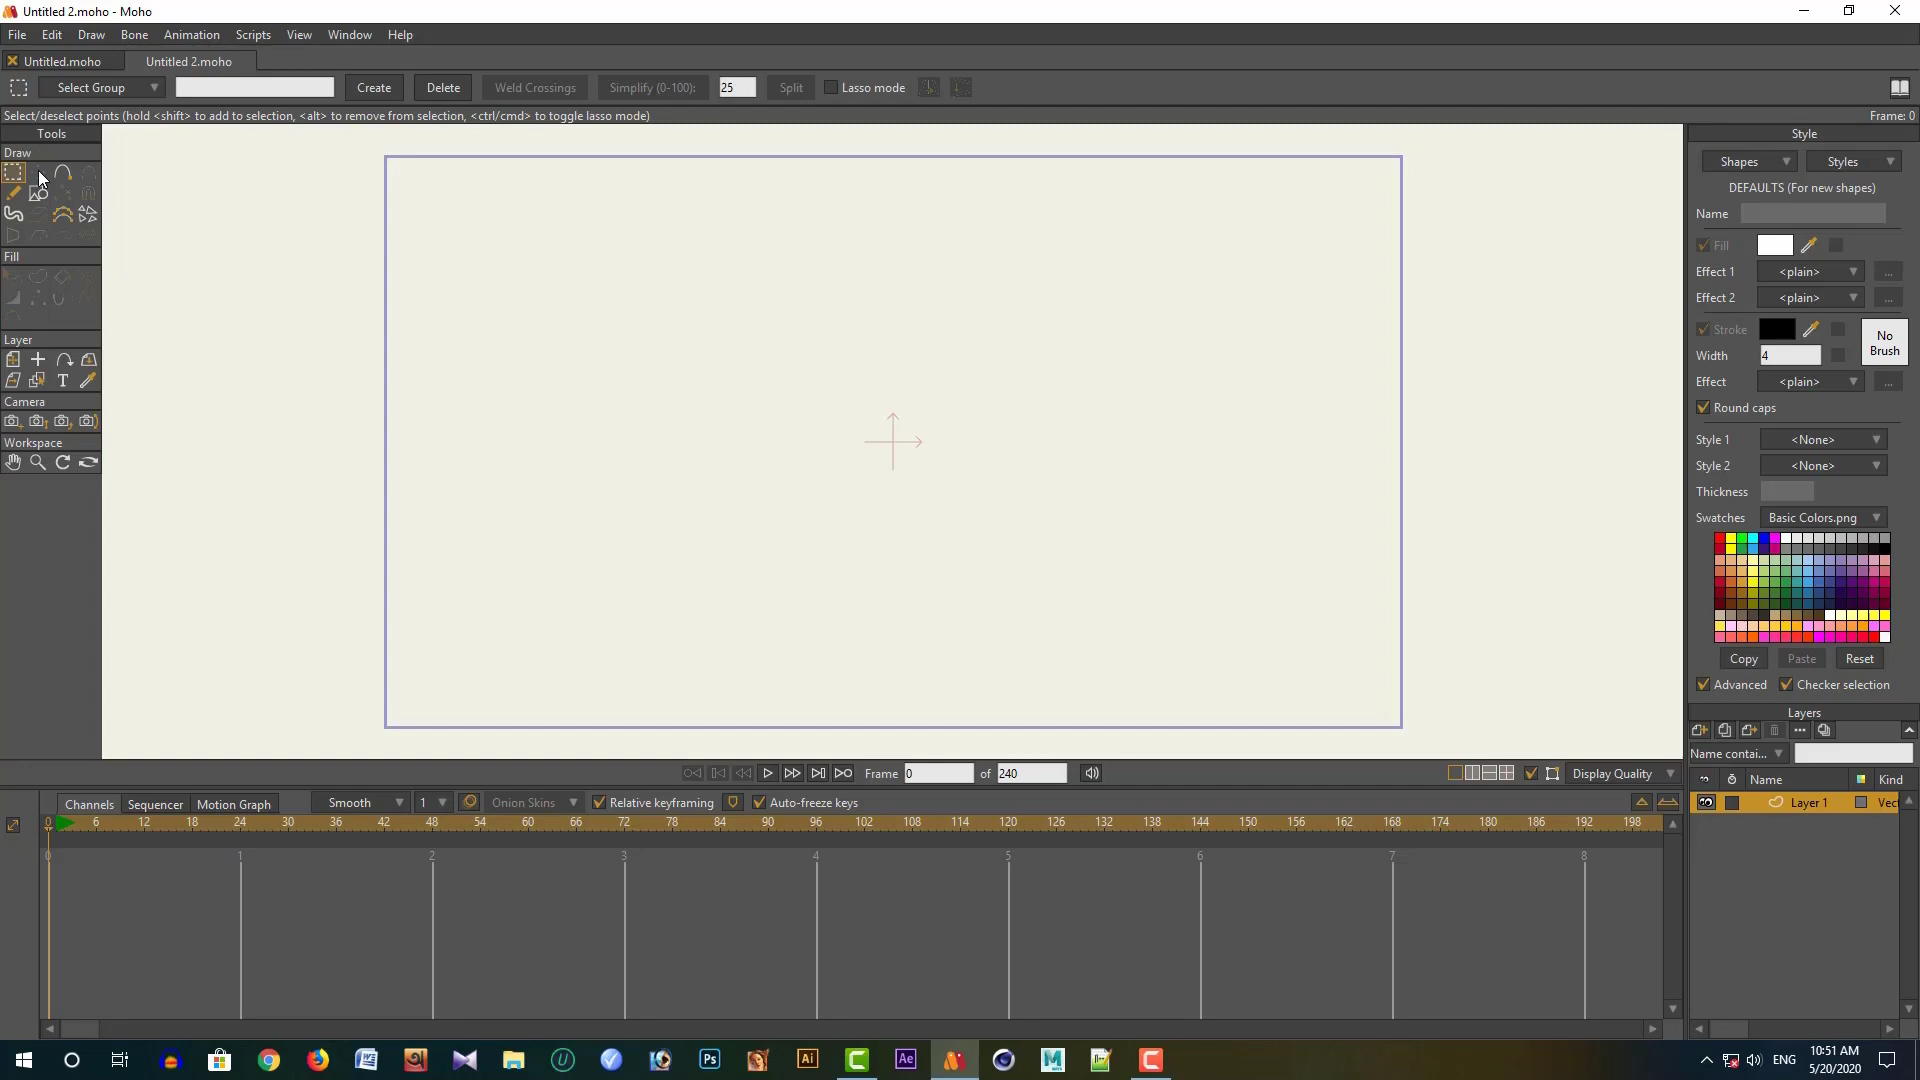 Untitled 2.moho - Moho
File Edit Draw Bone Animation Scripts View Window Help
Untitled.moho Untitled 2.moho
Select Group Create Delete Weld Crossings Simplify (0-100): 25 Split Lasso mode
Select/deselect points (hold <shift> to add to selection, <alt> to remove from selection, <ctrl/cmd> to toggle lasso mode) Frame: 0
Tools
Draw
Fill
Layer
T
Camera
Workspace
Style
Shapes Styles
DEFAULTS (For new shapes)
Name
Fill
Effect 1 <plain> ...
Effect 2 <plain> ...
Stroke
No Brush
Width 4
Effect <plain> ...
Round caps
Style 1 <None>
Style 2 <None>
Thickness
Swatches Basic Colors.png
Copy Paste Reset
Advanced Checker selection
Layers
Name contai...
Name Kind
Layer 1 Vect
Frame 0 of 240 Display Quality
Channels Sequencer Motion Graph Smooth 1 Onion Skins Relative keyframing Auto-freeze keys
0 6 12 18 24 30 36 42 48 54 60 66 72 78 84 90 96 102 108 114 120 126 132 138 144 150 156 162 168 174 180 186 192 198
0 1 2 3 4 5 6 7 8
Ps Ai Ae M
ENG
10:51 AM
5/20/2020